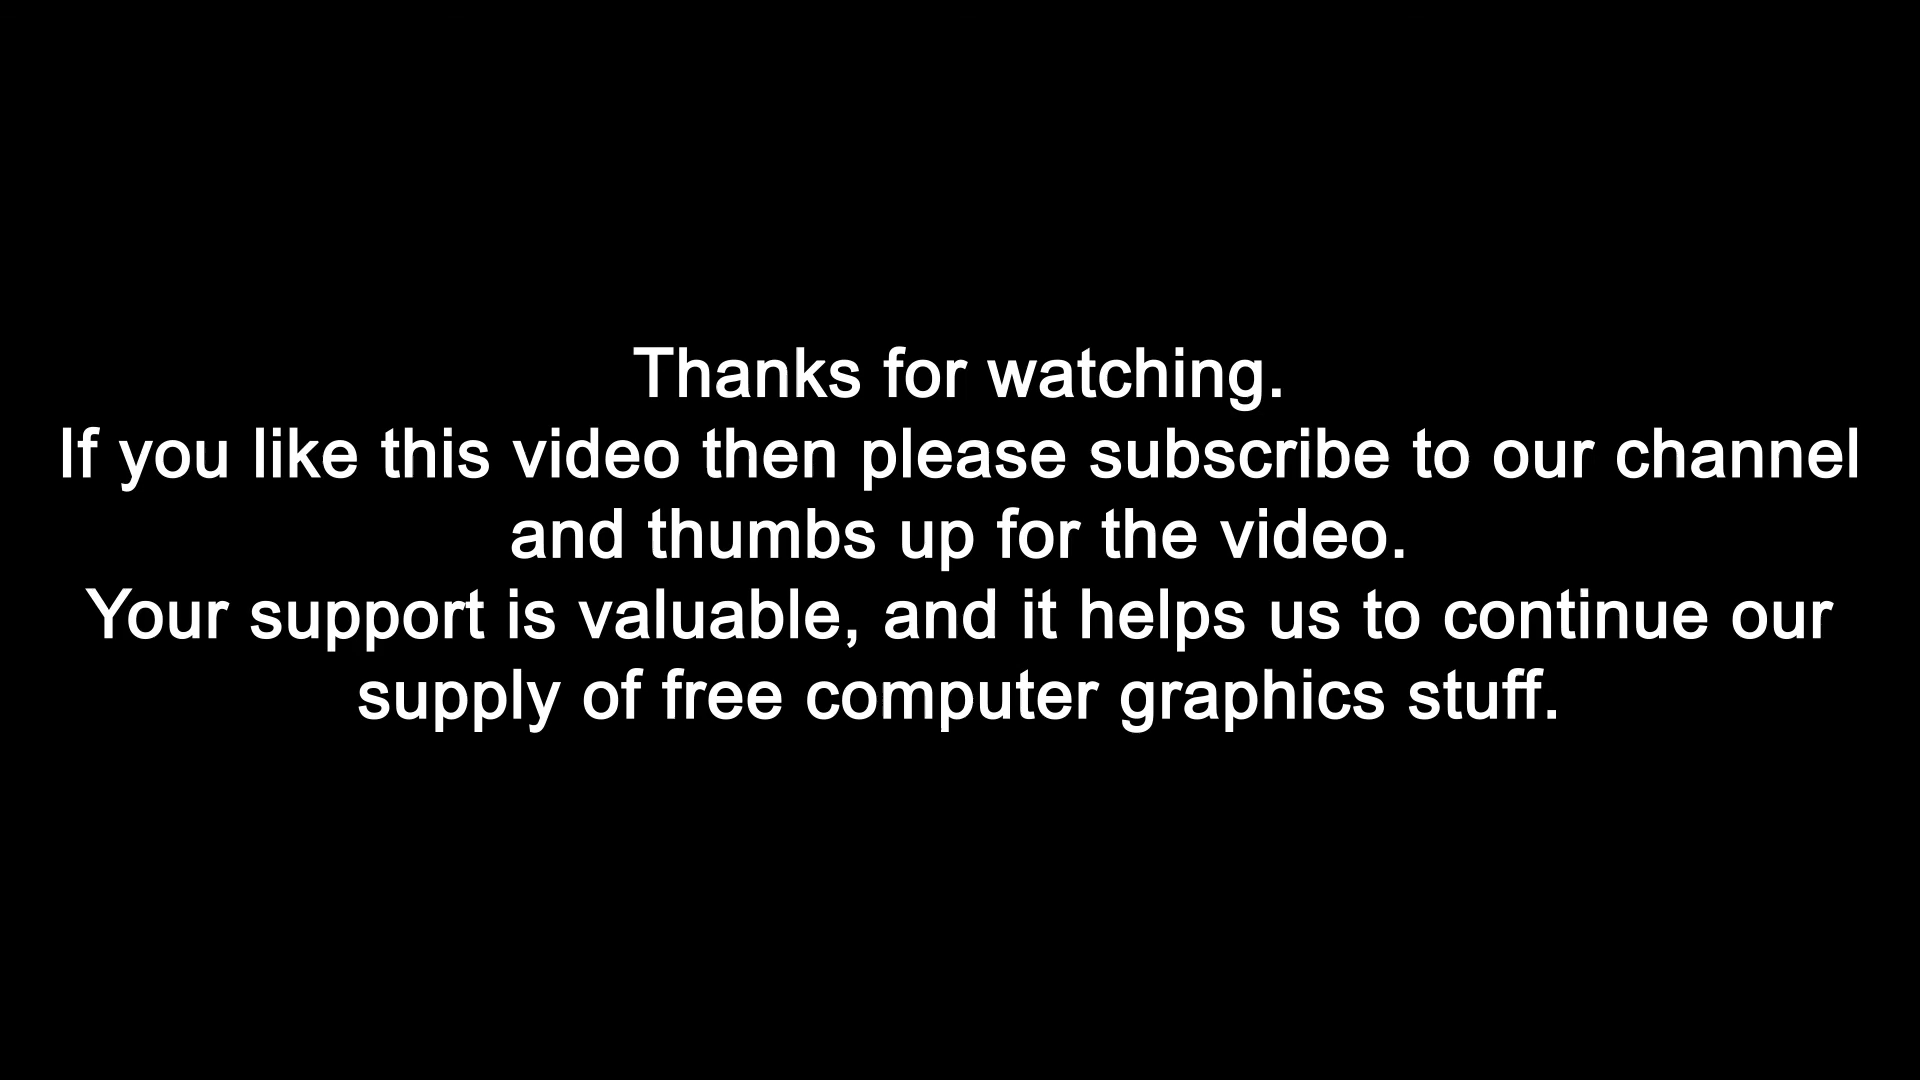 Thanks for watching.
If you like this video then please subscribe to our channel
and thumbs up for the video.
Your support is valuable, and it helps us to continue our
supply of free computer graphics stuff.